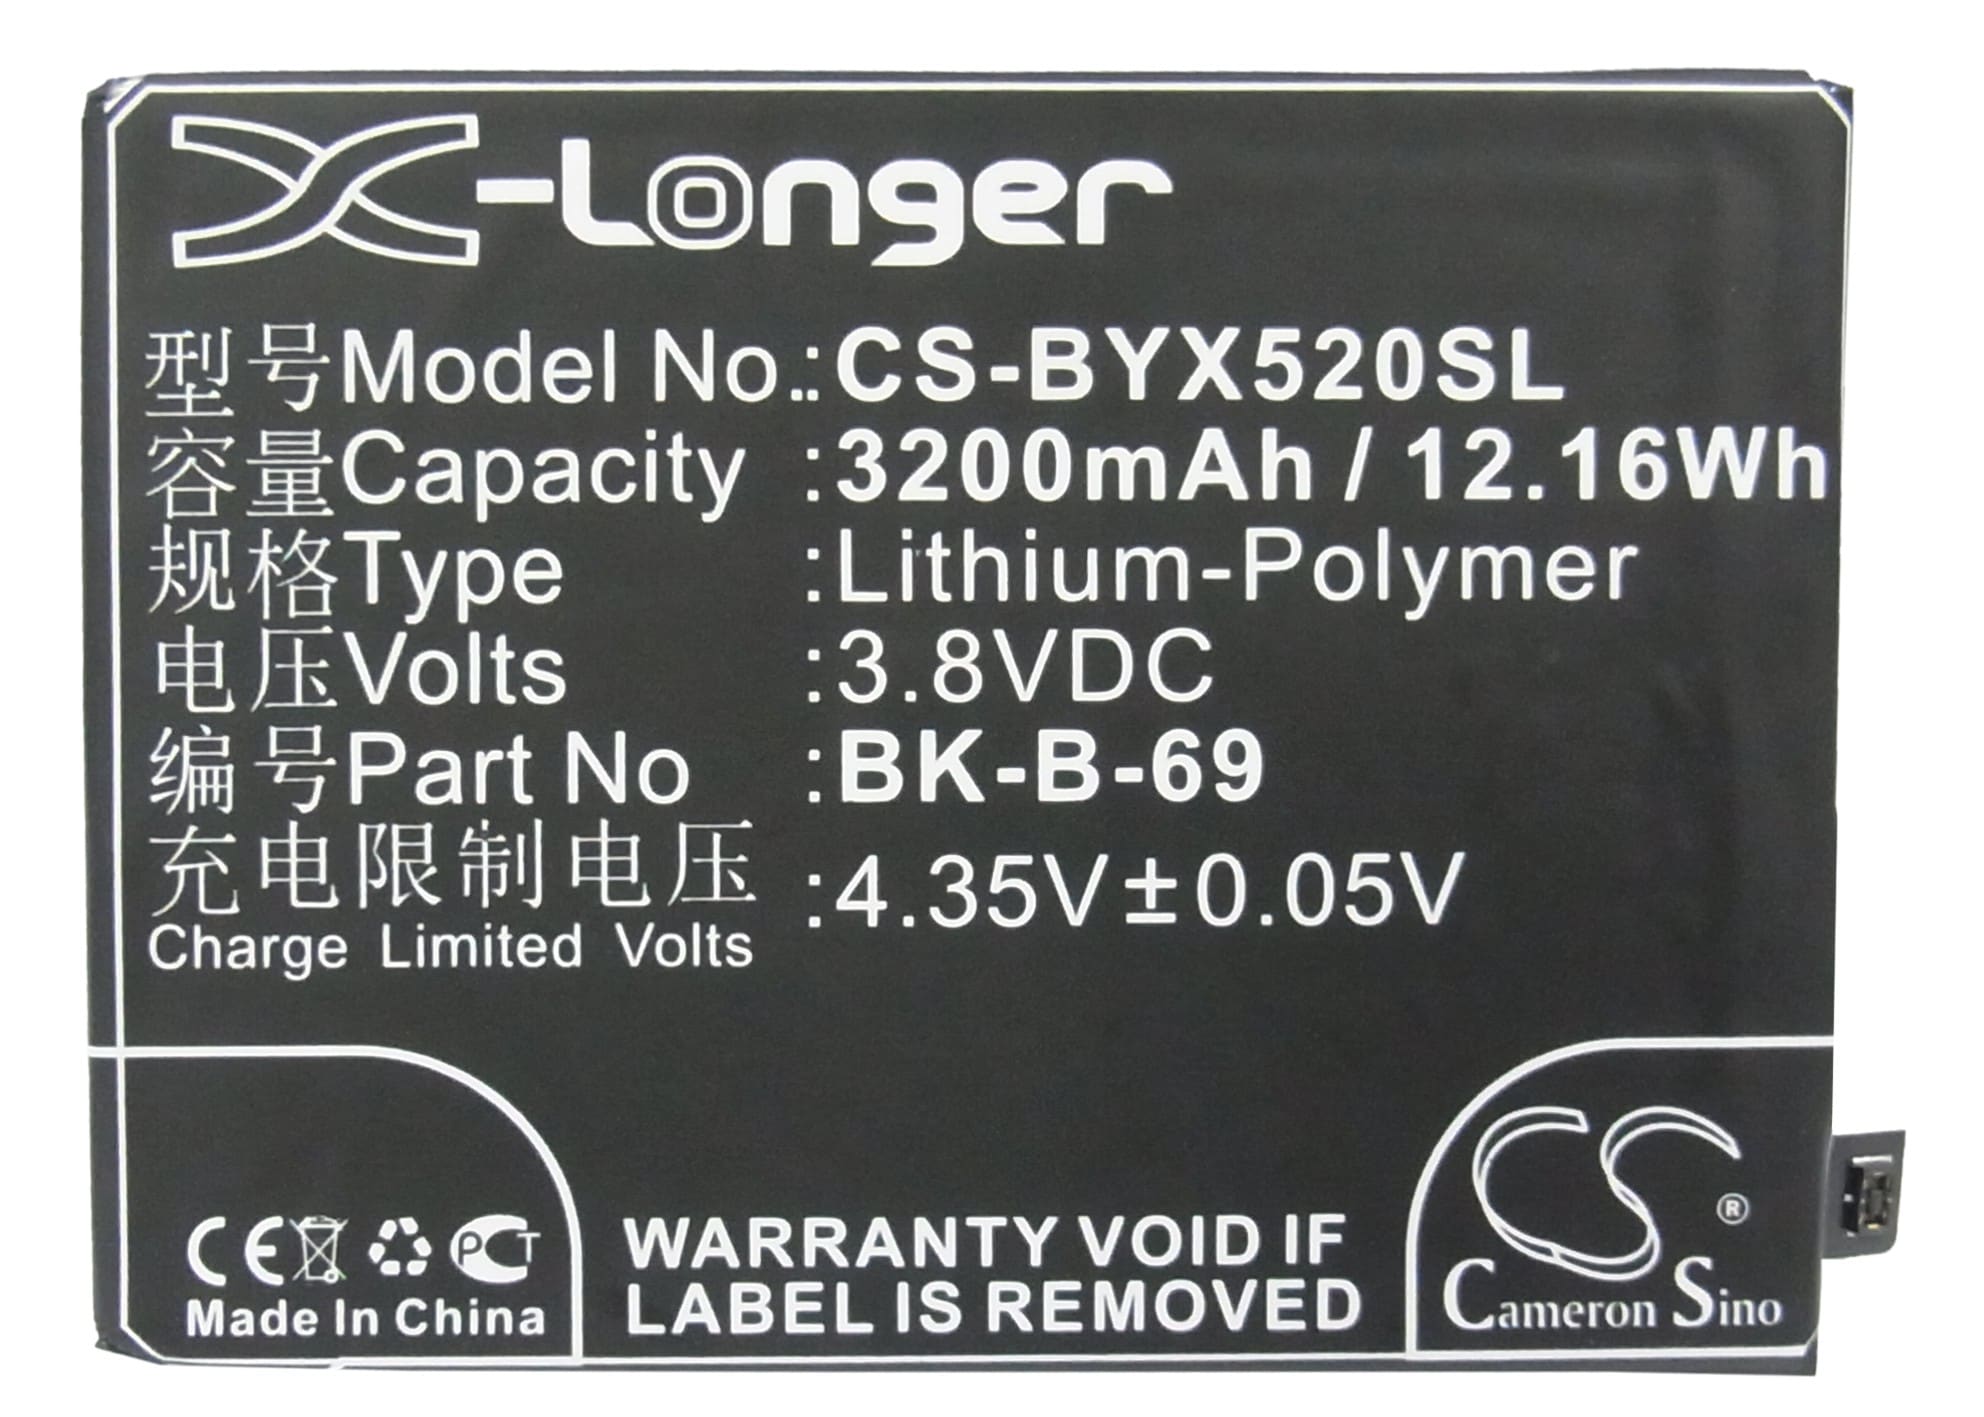 X-Longer
型号Model No.:CS-BYX520SL
容量Capacity :3200mAh / 12.16Wh
规格Type :Lithium-Polymer
电压Volts :3.8VDC
编号Part No :BK-B-69
充电限制电压 :4.35V±0.05V
Charge Limited Volts
CE PCT
Made In China
WARRANTY VOID IF
LABEL IS REMOVED
CS ®
Cameron Sino